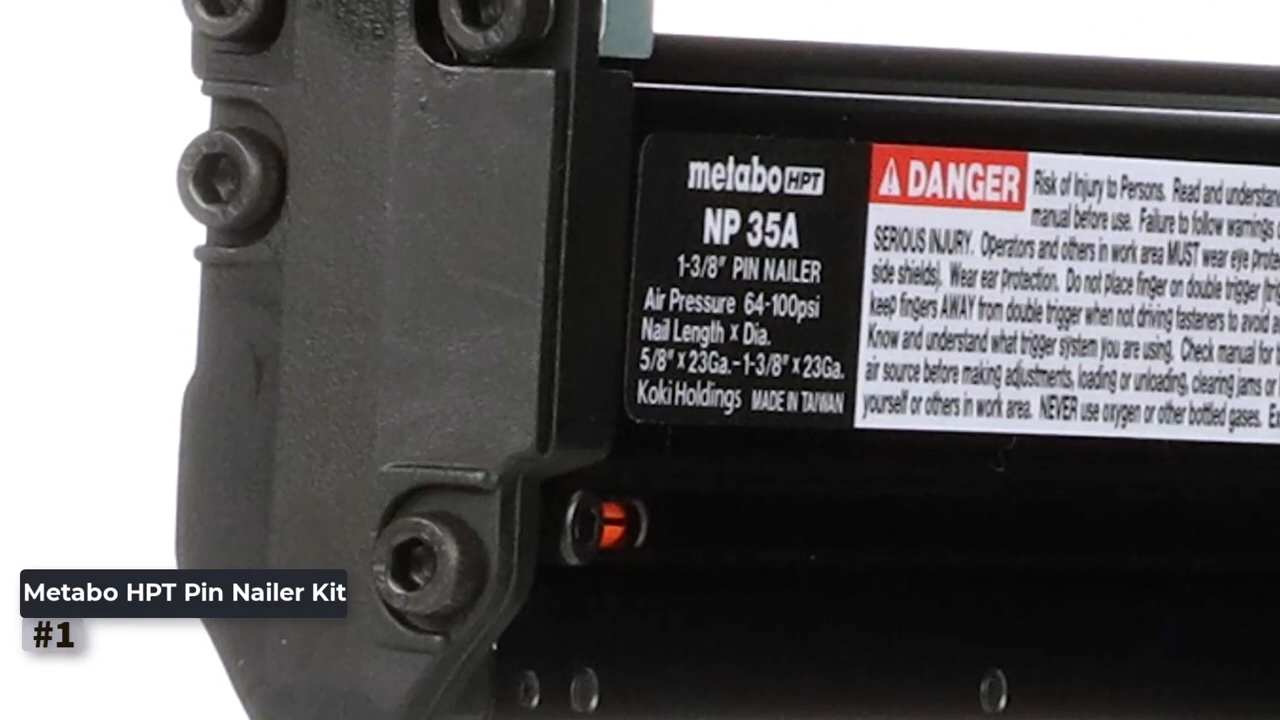 metabo HPT
NP 35A
1-3/8" PIN NAILER
Air Pressure 64-100psi
Nail Length x Dia.
5/8" x 23Ga.-1-3/8" x 23Ga.
Koki Holdings MADE IN TAIWAN
DANGER
Risk of Injury to Persons. Read and understan
manual before use. Failure to follow warnings
SERIOUS INJURY. Operators and others in work area MUST wear eye prote
side shields). Wear ear protection. Do not place finger on double trigger
keep fingers AWAY from double trigger when not driving fasteners to avoid
Know and understand what trigger system you are using. Check manual for
air source before making adjustments, loading or unloading, clearing jams or
yourself or others in work area. NEVER use oxygen or other bottled gases.
Metabo HPT Pin Nailer Kit
#1